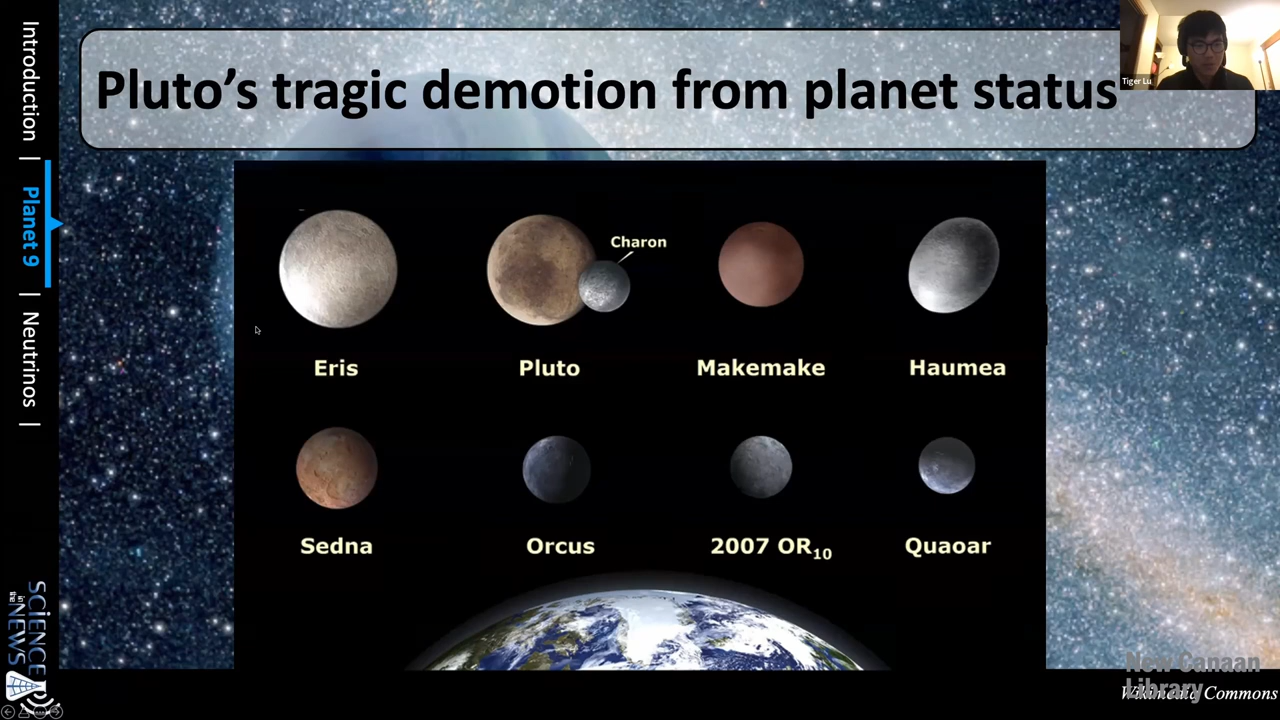 Pluto's tragic demotion from planet status
Tiger Lu
Introduction |
Planet 9
| Neutrinos |
Charon
Eris
Pluto
Makemake
Haumea
Sedna
Orcus
2007 OR10
Quaoar
SCIENCE
in the
NEWS
New Canaan
Library
Wikimedia Commons